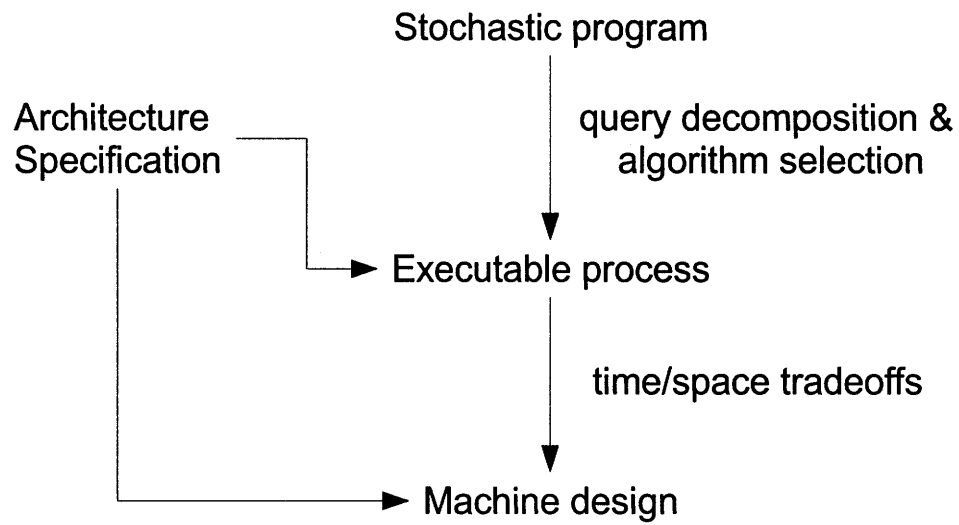 Stochastic program
Architecture
Specification
query decomposition &
algorithm selection
Executable process
time/space tradeoffs
Machine design